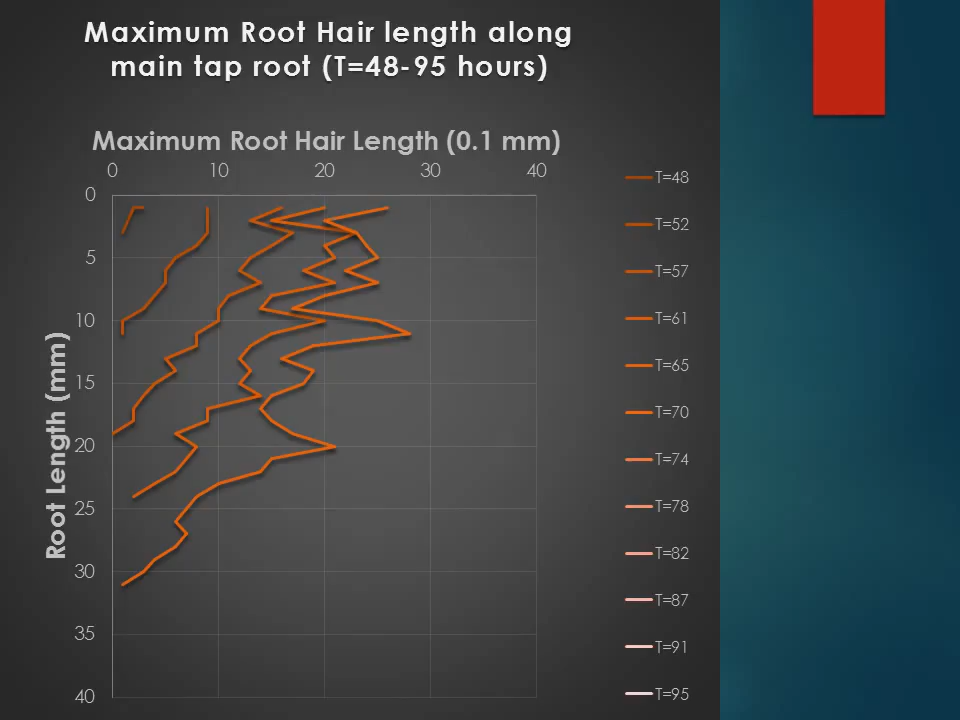 Maximum Root Hair length along
main tap root (T=48-95 hours)
Maximum Root Hair Length (0.1 mm)
0 10 20 30 40
Root Length (mm)
0
5
10
15
20
25
30
35
40
T=48
T=52
T=57
T=61
T=65
T=70
T=74
T=78
T=82
T=87
T=91
T=95